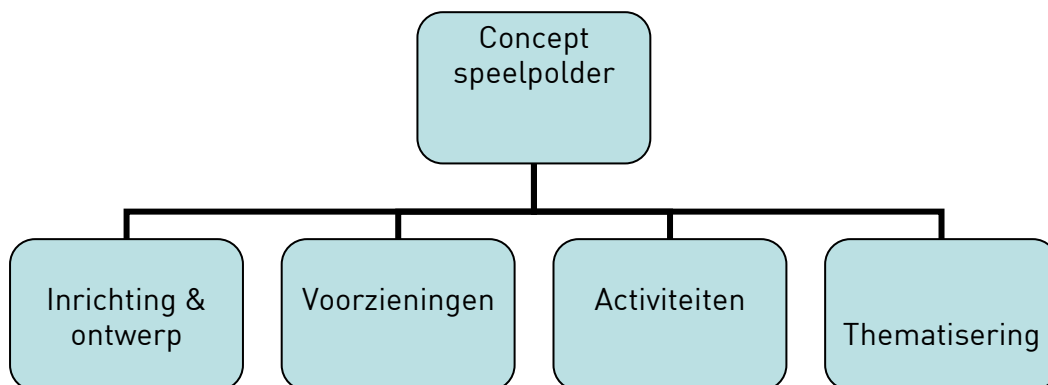 Concept
speelpolder
Inrichting &
ontwerp
Voorzieningen
Activiteiten
Thematisering